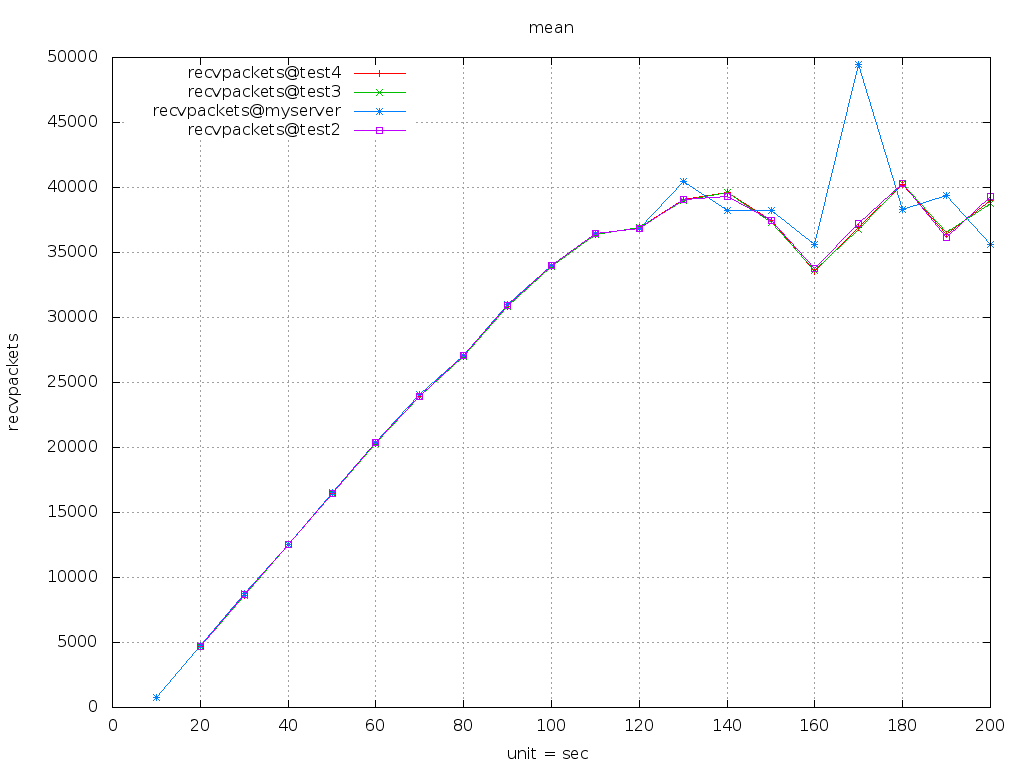 mean
50000
45000
40000
35000
30000
25000
20000
15000
10000
5000
0
recvpackets@test4
recvpackets@test3
recvpackets@myserver
recvpackets@test2
recvpackets
0 20 40 60 80 100 120 140 160 180 200
unit = sec